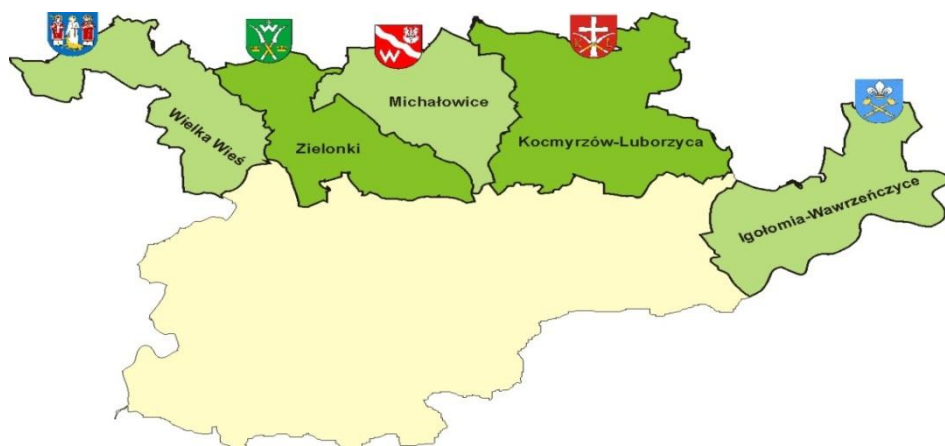 Wielka Wieś
Zielonki
Michałowice
Kocmyrzów-Luborzyca
Igołomia-Wawrzeńczyce